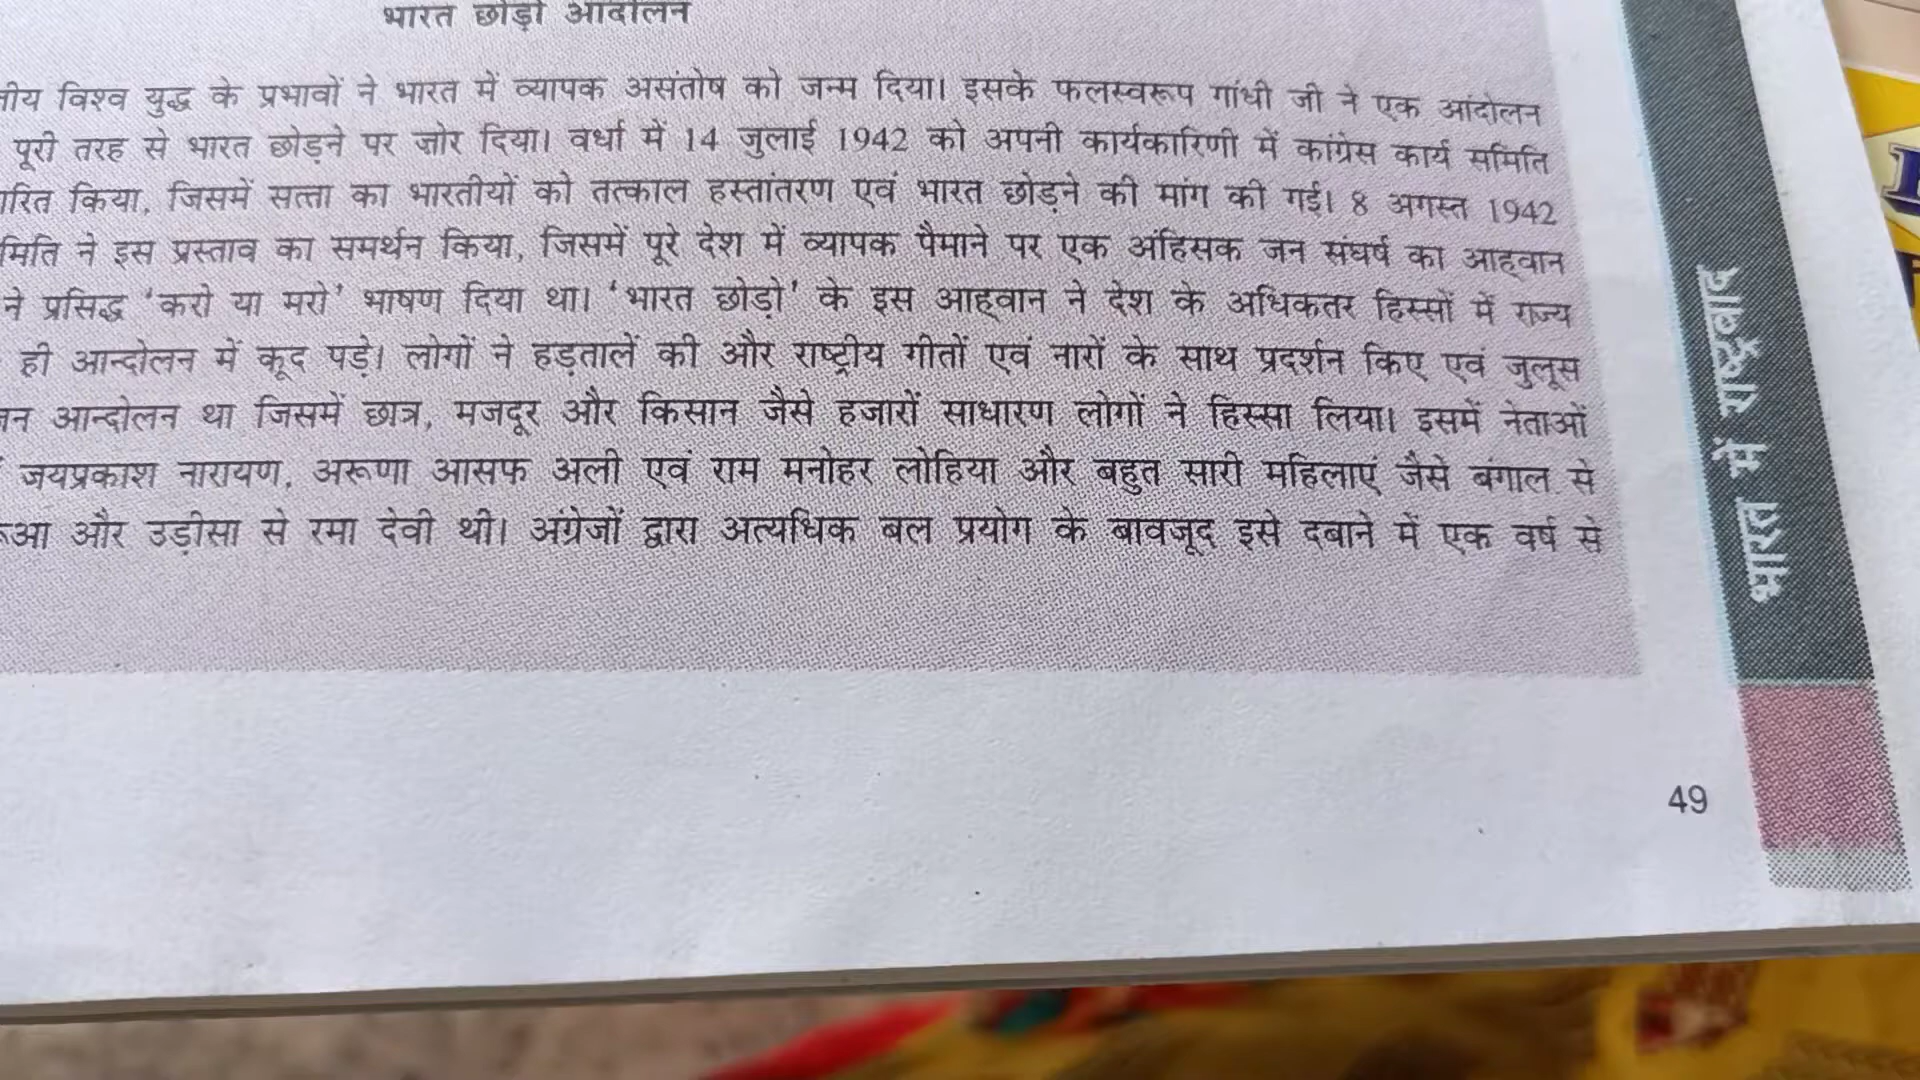 भारत छोड़ो आंदोलन
विश्व युद्ध के प्रभावों ने भारत में व्यापक असंतोष को जन्म दिया। इसके फलस्वरूप गांधी जी ने एक आंदोलन
पूरी तरह से भारत छोड़ने पर जोर दिया। वर्धा में 14 जुलाई 1942 को अपनी कार्यकारिणी में कांग्रेस कार्य समिति
किया, जिसमें सत्ता का भारतीयों को तत्काल हस्तांतरण एवं भारत छोड़ने की मांग की गई। 8 अगस्त 1942
ने इस प्रस्ताव का समर्थन किया, जिसमें पूरे देश में व्यापक पैमाने पर एक अंहिसक जन संघर्ष का आह्वान
ने प्रसिद्ध 'करो या मरो' भाषण दिया था। 'भारत छोड़ो' के इस आह्वान ने देश के अधिकतर हिस्सों में राज्य
ही आन्दोलन में कूद पड़े। लोगों ने हड़तालें की और राष्ट्रीय गीतों एवं नारों के साथ प्रदर्शन किए एवं जुलूस
आन्दोलन था जिसमें छात्र, मजदूर और किसान जैसे हजारों साधारण लोगों ने हिस्सा लिया। इसमें नेताओं
जयप्रकाश नारायण, अरूणा आसफ अली एवं राम मनोहर लोहिया और बहुत सारी महिलाएं जैसे बंगाल से
और उड़ीसा से रमा देवी थी। अंग्रेजों द्वारा अत्यधिक बल प्रयोग के बावजूद इसे दबाने में एक वर्ष से
भारत में राष्ट्रवाद
49